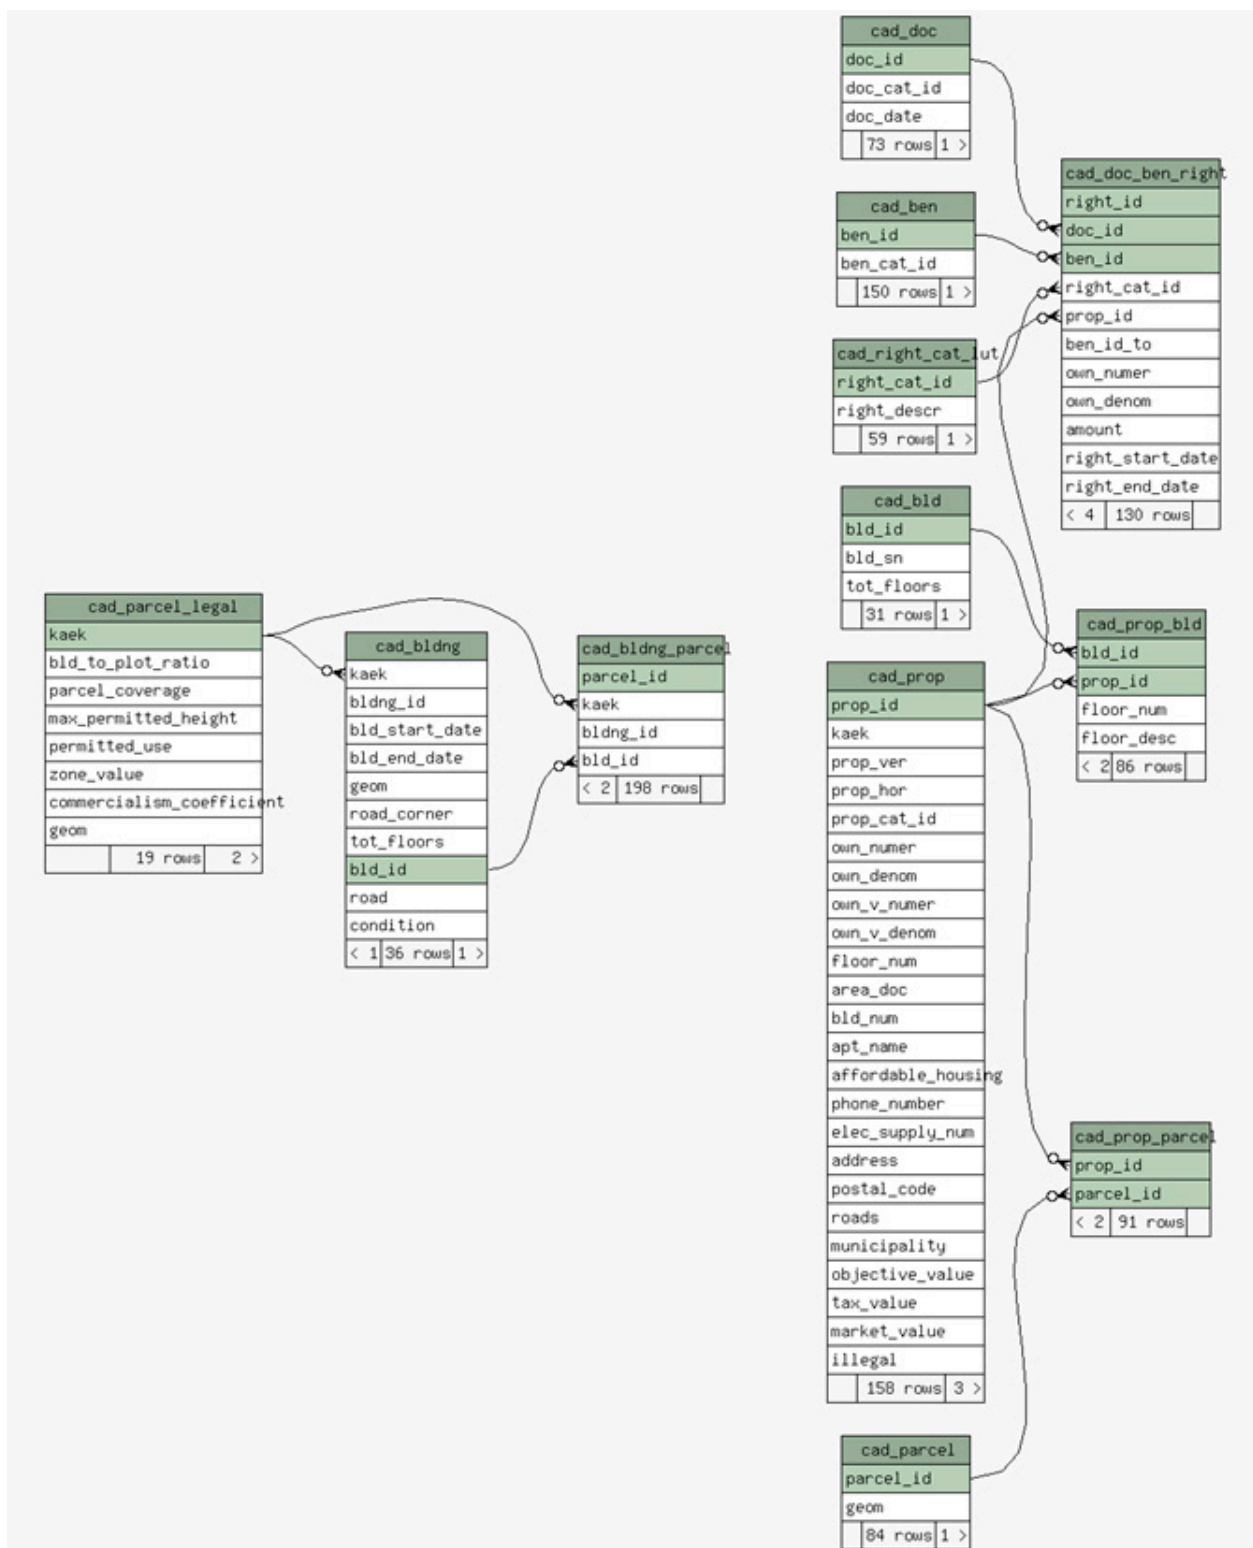 cad_doc
doc_id
doc_cat_id
doc_date
73 rows 1 >
cad_doc_ben_right
right_id
doc_id
ben_id
right_cat_id
prop_id
ben_id_to
own_numer
own_denom
amount
right_start_date
right_end_date
< 4 130 rows
cad_ben
ben_id
ben_cat_id
150 rows 1 >
cad_right_cat_lut
right_cat_id
right_descr
59 rows 1 >
cad_bld
bld_id
bld_sn
tot_floors
31 rows 1 >
cad_parcel_legal
kaek
bld_to_plot_ratio
parcel_coverage
max_permitted_height
permitted_use
zone_value
commercialism_coefficient
geom
19 rows 2 >
cad_bldng
kaek
bldng_id
bld_start_date
bld_end_date
geom
road_corner
tot_floors
bld_id
road
condition
< 1 36 rows 1 >
cad_bldng_parcel
parcel_id
kaek
bldng_id
bld_id
< 2 198 rows
cad_prop_bld
bld_id
prop_id
floor_num
floor_desc
< 2 86 rows
cad_prop
prop_id
kaek
prop_ver
prop_hor
prop_cat_id
own_numer
own_denom
own_v_numer
own_v_denom
floor_num
area_doc
bld_num
apt_name
affordable_housing
phone_number
elec_supply_num
address
postal_code
roads
municipality
objective_value
tax_value
market_value
illegal
158 rows 3 >
cad_prop_parcel
prop_id
parcel_id
< 2 91 rows
cad_parcel
parcel_id
geom
84 rows 1 >